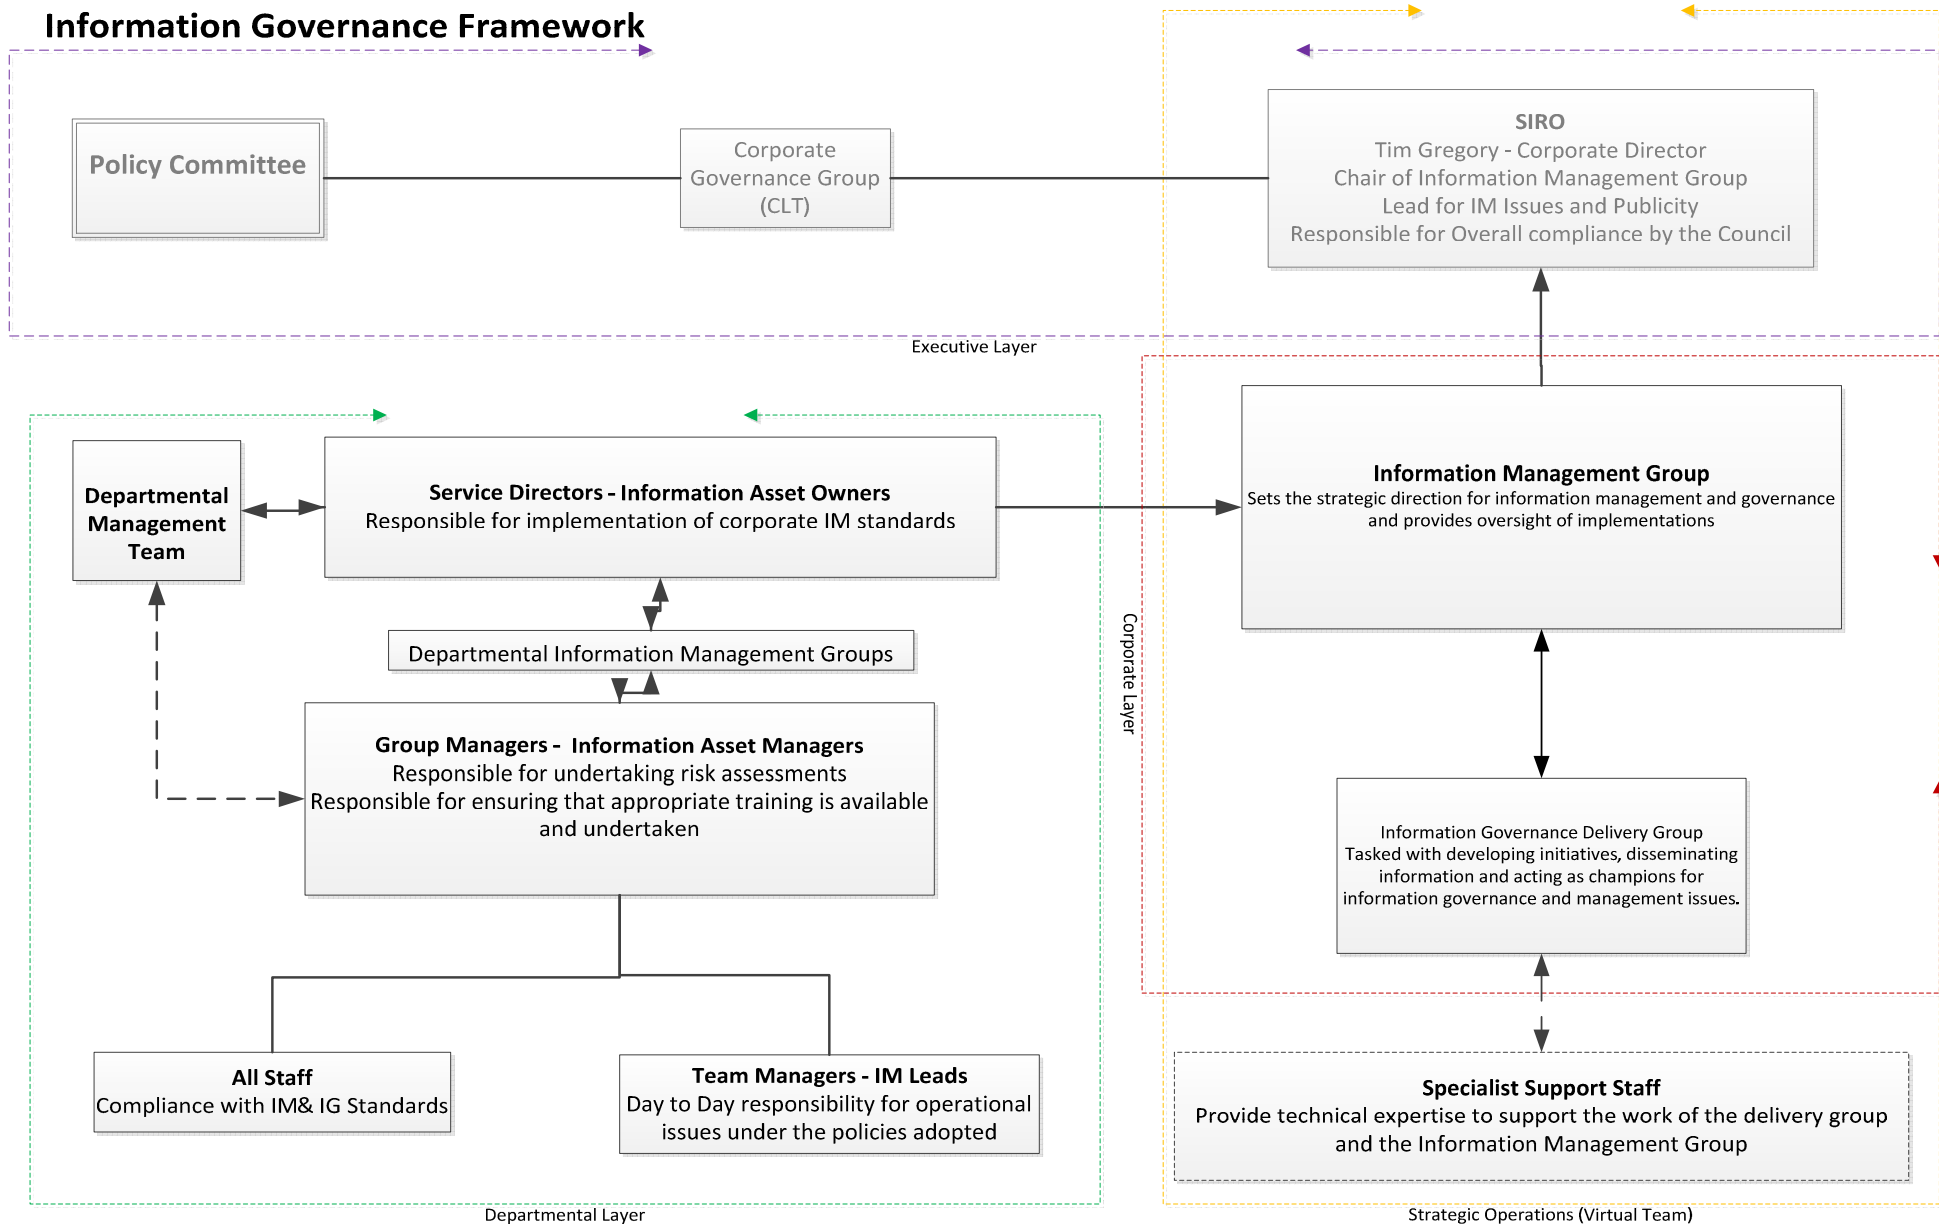 Information Governance Framework
Policy Committee
Corporate
Governance Group
(CLT)
SIRO
Tim Gregory - Corporate Director
Chair of Information Management Group
Lead for IM Issues and Publicity
Responsible for Overall compliance by the Council
Executive Layer
Departmental
Management
Team
Service Directors - Information Asset Owners
Responsible for implementation of corporate IM standards
Departmental Information Management Groups
Group Managers - Information Asset Managers
Responsible for undertaking risk assessments
Responsible for ensuring that appropriate training is available
and undertaken
All Staff
Compliance with IM& IG Standards
Team Managers - IM Leads
Day to Day responsibility for operational
issues under the policies adopted
Departmental Layer
Corporate Layer
Information Management Group
Sets the strategic direction for information management and governance
and provides oversight of implementations
Information Governance Delivery Group
Tasked with developing initiatives, disseminating
information and acting as champions for
information governance and management issues.
Specialist Support Staff
Provide technical expertise to support the work of the delivery group
and the Information Management Group
Strategic Operations (Virtual Team)